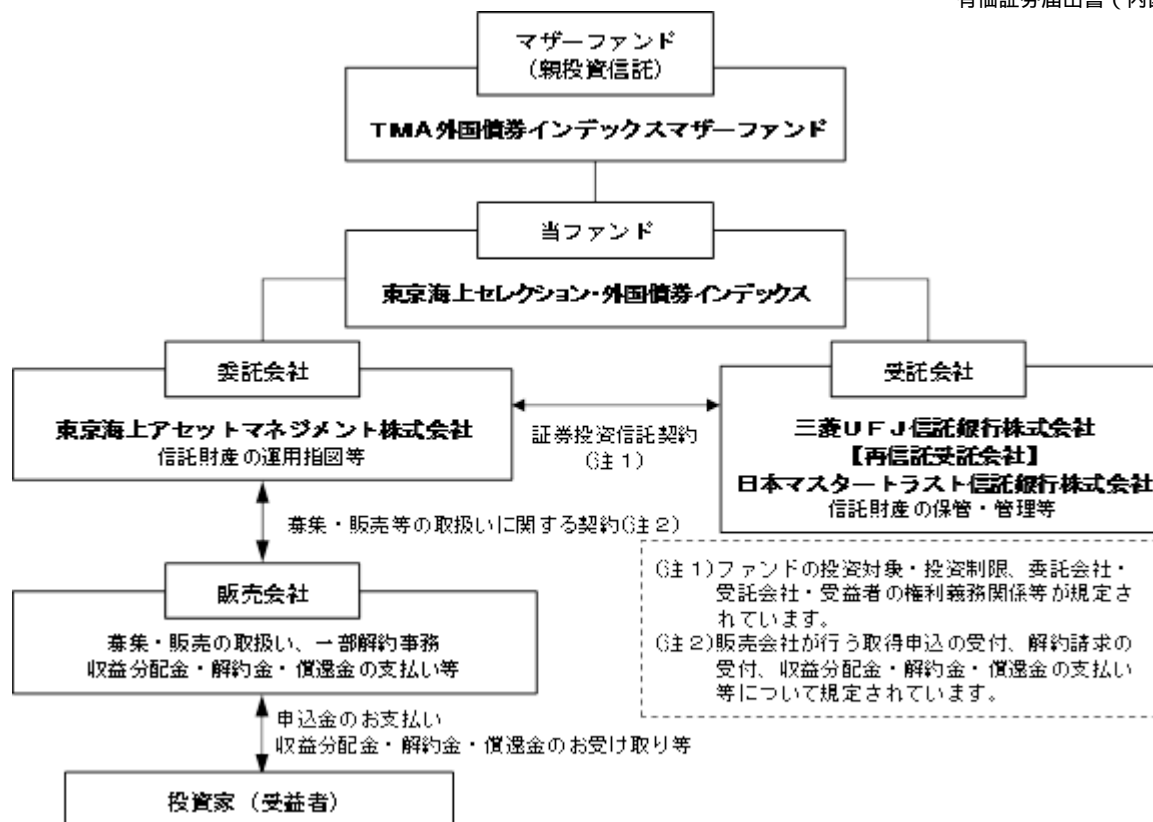 有価証券届出書（内国
マザーファンド
（親投資信託）
ＴＭＡ外国債券インデックスマザーファンド
当ファンド
東京海上セレクション・外国債券インデックス
委託会社
東京海上アセットマネジメント株式会社
信託財産の運用指図等
証券投資信託契約
（注１）
受託会社
三菱ＵＦＪ信託銀行株式会社
【再信託受託会社】
日本マスタートラスト信託銀行株式会社
信託財産の保管・管理等
募集・販売等の取扱いに関する契約（注２）
販売会社
募集・販売の取扱い、一部解約事務
収益分配金・解約金・償還金の支払い等
（注１）ファンドの投資対象・投資制限、委託会社・
受託会社・受益者の権利義務関係等が規定さ
れています。
（注２）販売会社が行う取得申込の受付、解約請求の
受付、収益分配金・解約金・償還金の支払い
等について規定されています。
申込金のお支払い
収益分配金・解約金・償還金のお受け取り等
投資家（受益者）